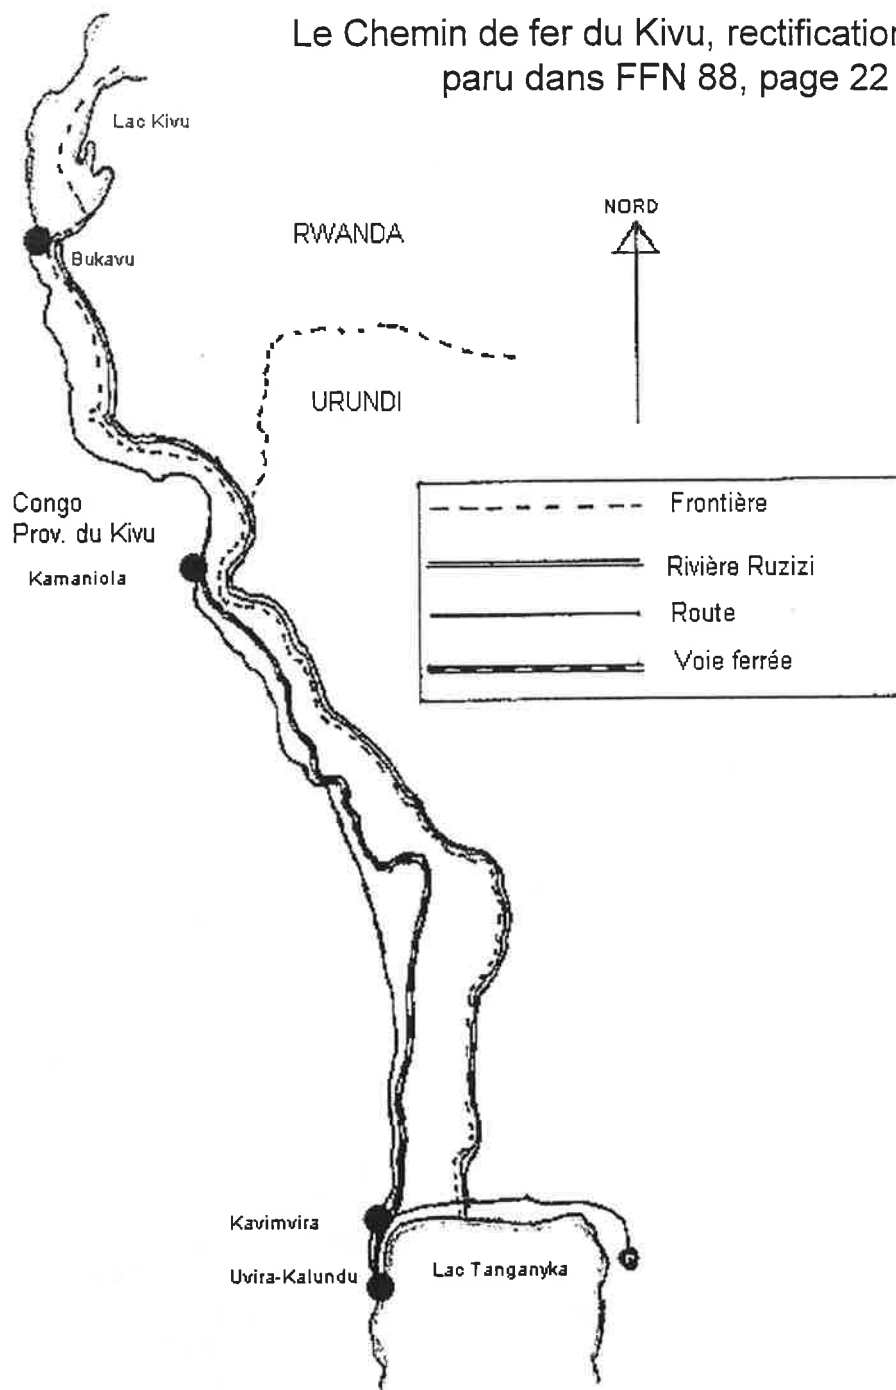 Le Chemin de fer du Kivu, rectification
paru dans FFN 88, page 22
Lac Kivu
NORD
RWANDA
Bukavu
URUNDI
Congo
Prov. du Kivu
Kamaniola
Frontière
Rivière Ruzizi
Route
Voie ferrée
Kavimvira
Uvira-Kalundu
Lac Tanganyka